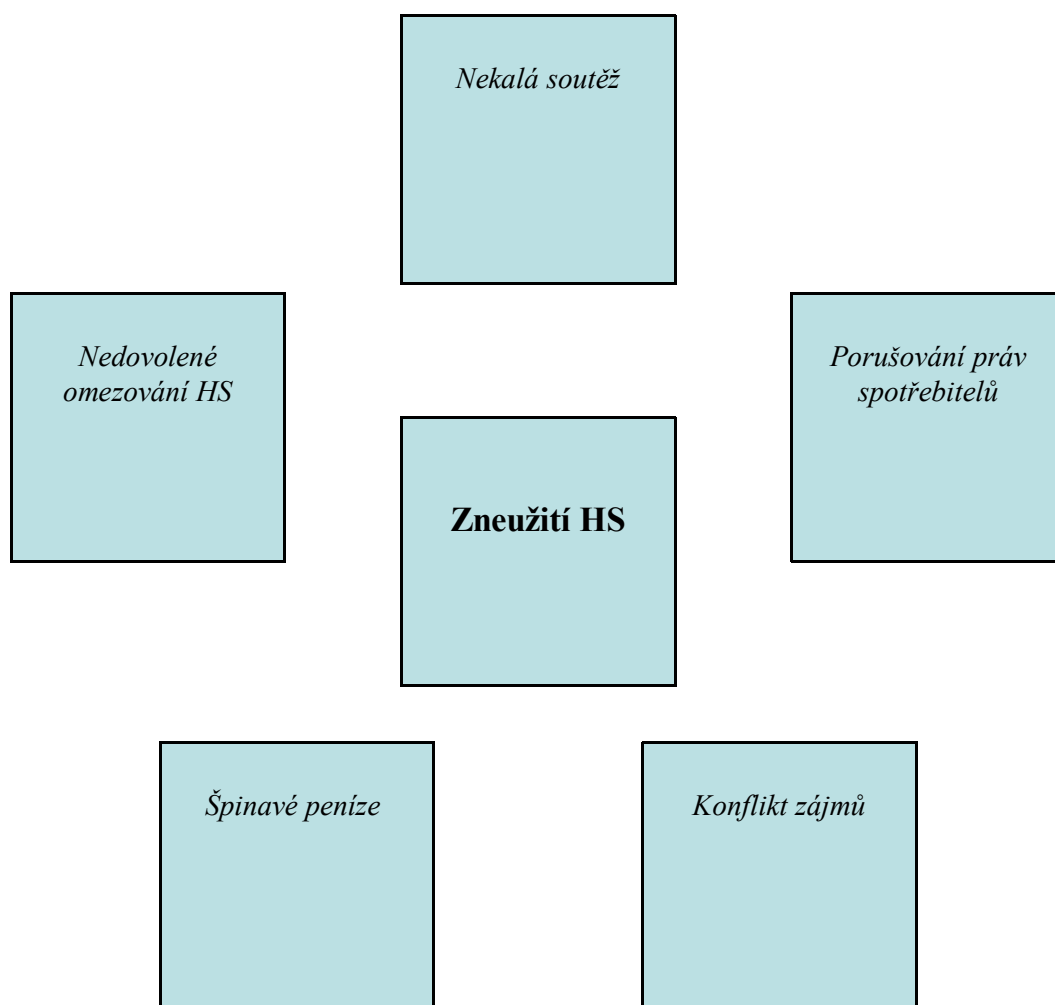 Nekalá soutěž
Nedovolené
omezování HS
Porušování práv
spotřebitelů
Zneužití HS
Špinavé peníze
Konflikt zájmů